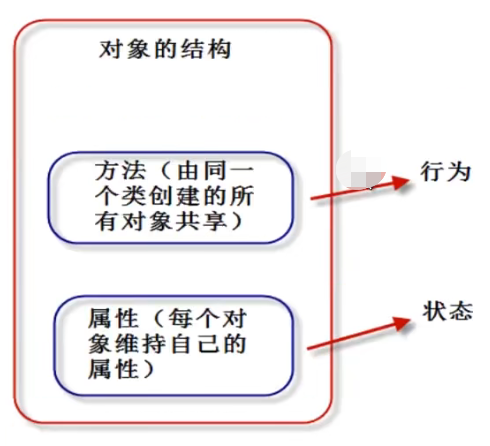 对象的结构
方法（由同一
个类创建的所
有对象共享）
行为
属性（每个对
象维持自己的
属性）
状态